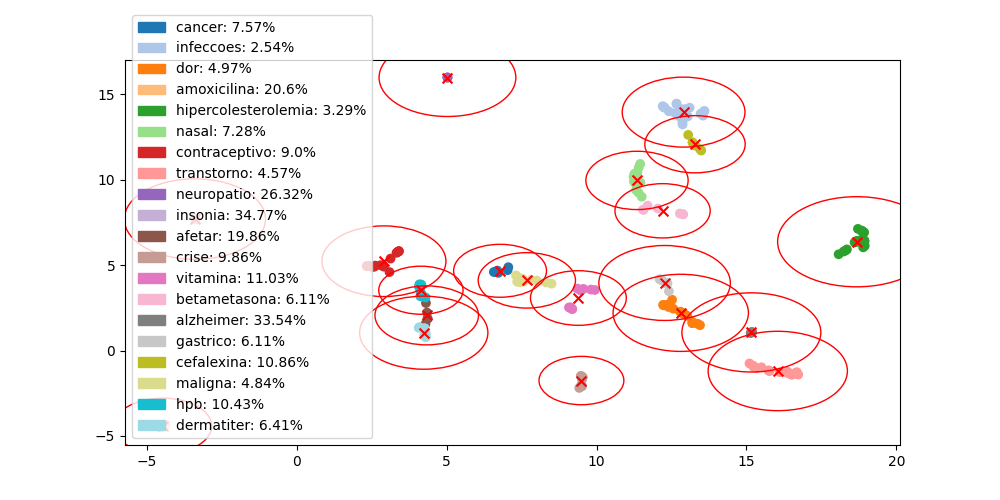 cancer: 7.57%
infeccoes: 2.54%
dor: 4.97%
amoxicilina: 20.6%
hipercolesterolemia: 3.29%
nasal: 7.28%
contraceptivo: 9.0%
transtorno: 4.57%
neuropatio: 26.32%
insonia: 34.77%
afetar: 19.86%
crise: 9.86%
vitamina: 11.03%
betametasona: 6.11%
alzheimer: 33.54%
gastrico: 6.11%
cefalexina: 10.86%
maligna: 4.84%
hpb: 10.43%
dermatiter: 6.41%
15
10
5
0
−5
−5 0 5 10 15 20